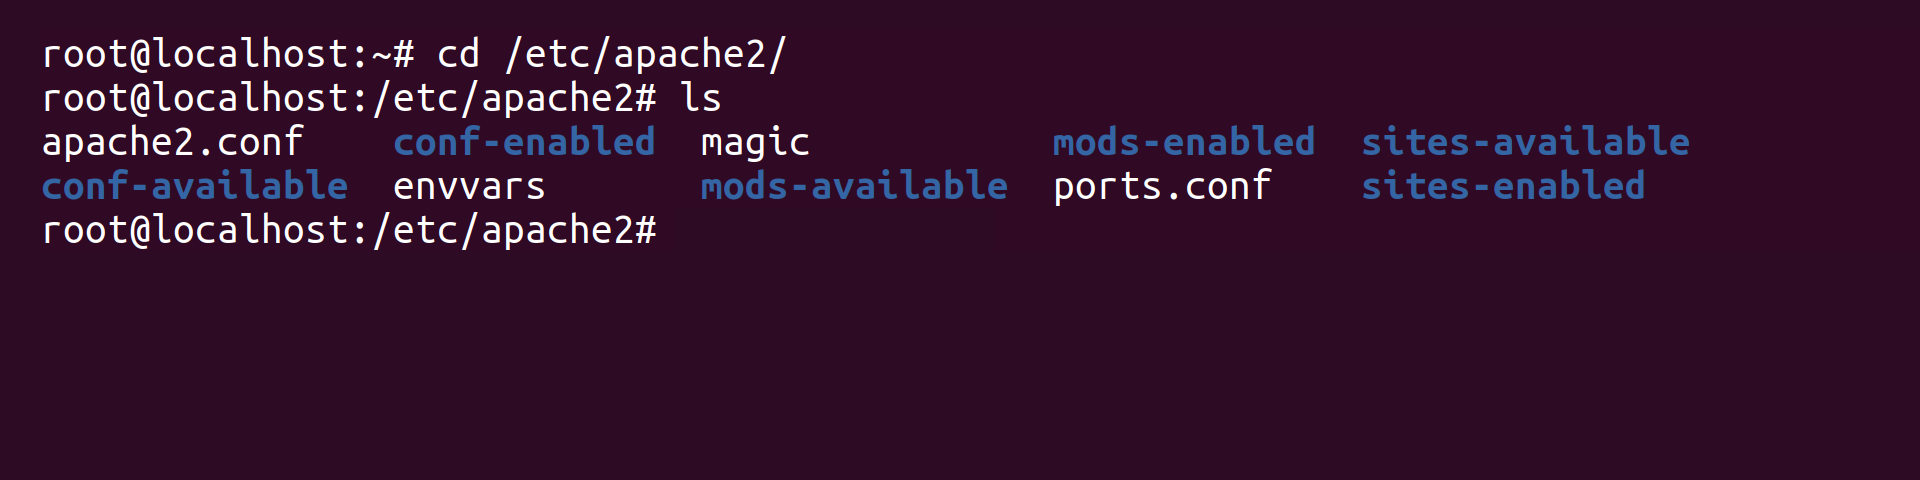 root@localhost:~# cd /etc/apache2/
root@localhost:/etc/apache2# ls
apache2.conf    conf-enabled  magic           mods-enabled  sites-available
conf-available  envvars       mods-available  ports.conf    sites-enabled
root@localhost:/etc/apache2#